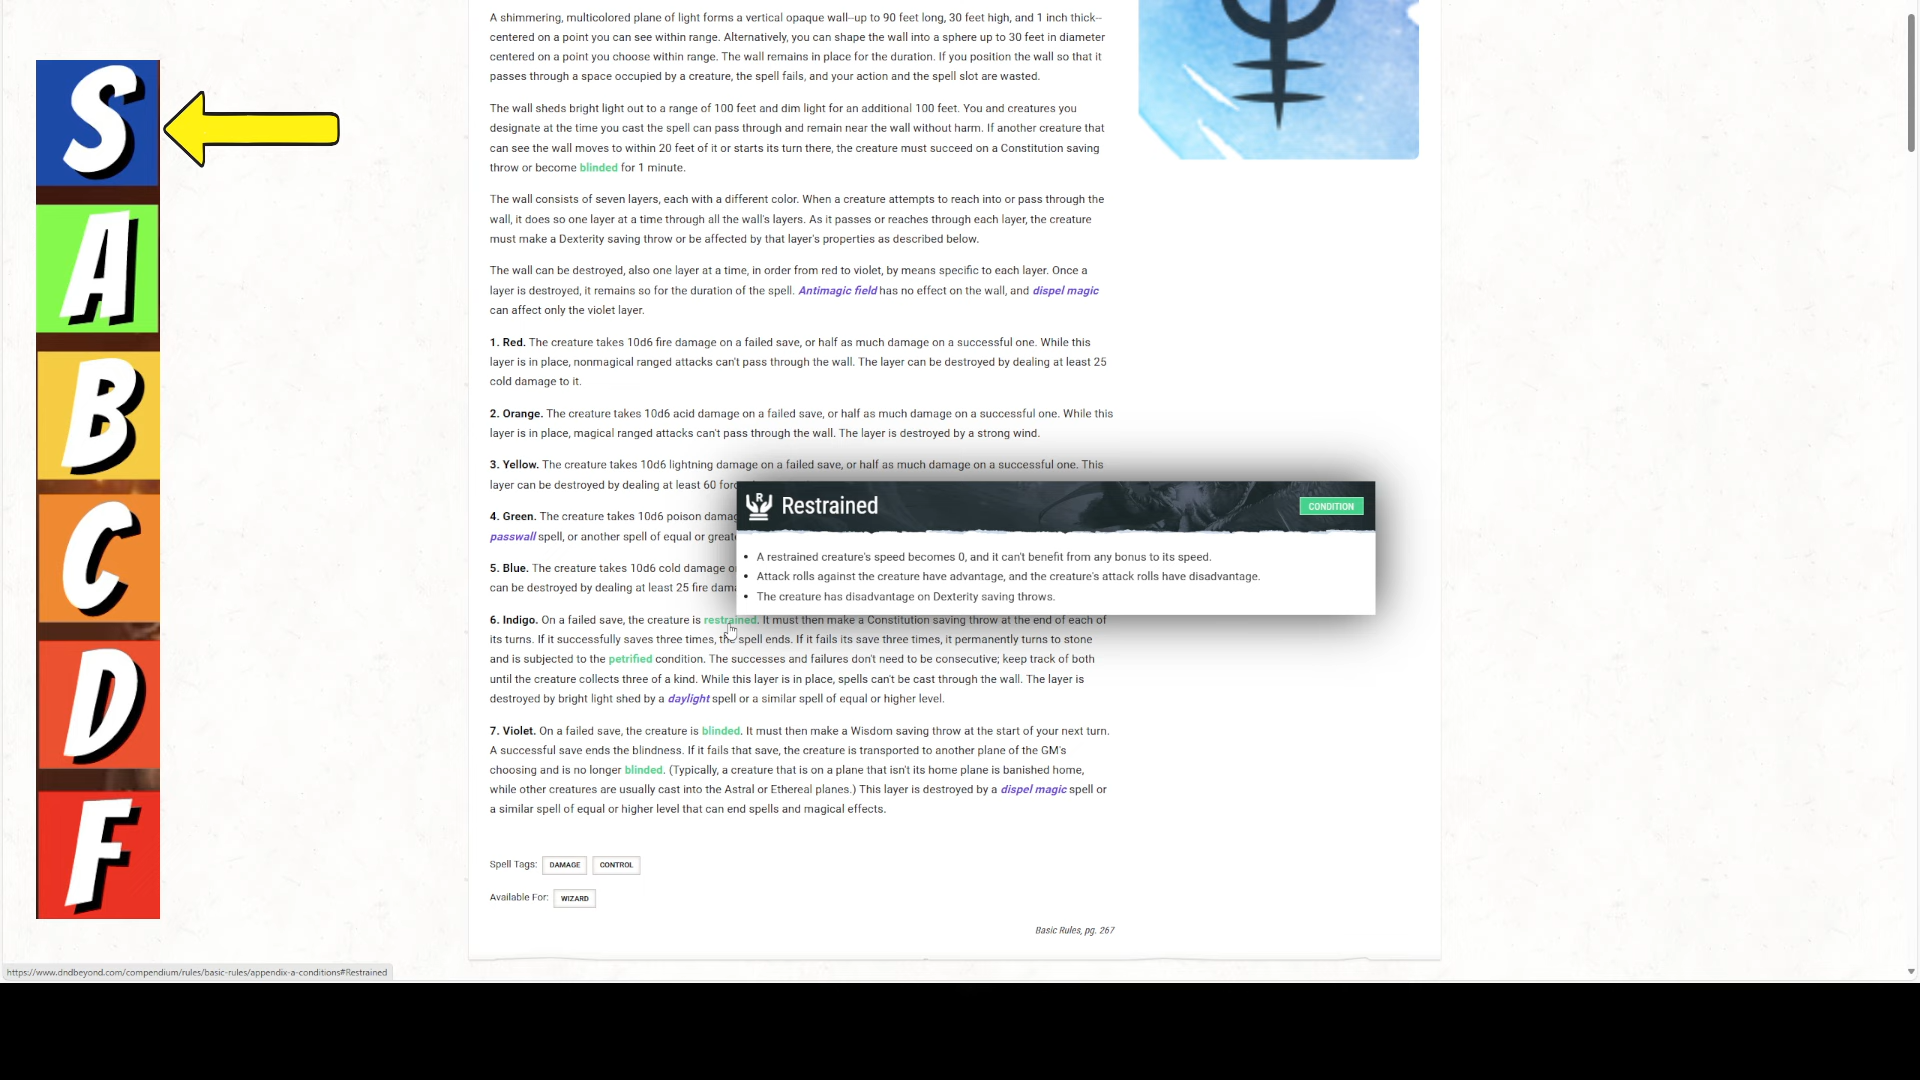 A shimmering, multicolored plane of light forms a vertical opaque wall–up to 90 feet long, 30 feet high, and 1 inch thick–
centered on a point you can see within range. Alternatively, you can shape the wall into a sphere up to 30 feet in diameter
centered on a point you choose within range. The wall remains in place for the duration. If you position the wall so that it
passes through a space occupied by a creature, the spell fails, and your action and the spell slot are wasted.
The wall sheds bright light out to a range of 100 feet and dim light for an additional 100 feet. You and creatures you
designate at the time you cast the spell can pass through and remain near the wall without harm. If another creature that
can see the wall moves to within 20 feet of it or starts its turn there, the creature must succeed on a Constitution saving
throw or become blinded for 1 minute.
The wall consists of seven layers, each with a different color. When a creature attempts to reach into or pass through the
wall, it does so one layer at a time through all the wall's layers. As it passes or reaches through each layer, the creature
must make a Dexterity saving throw or be affected by that layer's properties as described below.
The wall can be destroyed, also one layer at a time, in order from red to violet, by means specific to each layer. Once a
layer is destroyed, it remains so for the duration of the spell. Antimagic field has no effect on the wall, and dispel magic
can affect only the violet layer.
1. Red. The creature takes 10d6 fire damage on a failed save, or half as much damage on a successful one. While this
layer is in place, nonmagical ranged attacks can't pass through the wall. The layer can be destroyed by dealing at least 25
cold damage to it.
2. Orange. The creature takes 10d6 acid damage on a failed save, or half as much damage on a successful one. While this
layer is in place, magical ranged attacks can't pass through the wall. The layer is destroyed by a strong wind.
3. Yellow. The creature takes 10d6 lightning damage on a failed save, or half as much damage on a successful one. This
layer can be destroyed by dealing at least 60 forc
4. Green. The creature takes 10d6 poison damag
passwall spell, or another spell of equal or greate
5. Blue. The creature takes 10d6 cold damage o
can be destroyed by dealing at least 25 fire dam
Restrained
CONDITION
A restrained creature's speed becomes 0, and it can't benefit from any bonus to its speed.
Attack rolls against the creature have advantage, and the creature's attack rolls have disadvantage.
The creature has disadvantage on Dexterity saving throws.
6. Indigo. On a failed save, the creature is restrained. It must then make a Constitution saving throw at the end of each of
its turns. If it successfully saves three times, the spell ends. If it fails its save three times, it permanently turns to stone
and is subjected to the petrified condition. The successes and failures don't need to be consecutive; keep track of both
until the creature collects three of a kind. While this layer is in place, spells can't be cast through the wall. The layer is
destroyed by bright light shed by a daylight spell or a similar spell of equal or higher level.
7. Violet. On a failed save, the creature is blinded. It must then make a Wisdom saving throw at the start of your next turn.
A successful save ends the blindness. If it fails that save, the creature is transported to another plane of the GM's
choosing and is no longer blinded. (Typically, a creature that is on a plane that isn't its home plane is banished home,
while other creatures are usually cast into the Astral or Ethereal planes.) This layer is destroyed by a dispel magic spell or
a similar spell of equal or higher level that can end spells and magical effects.
Spell Tags: DAMAGE CONTROL
Available For: WIZARD
Basic Rules, pg. 267
S
A
B
C
D
F
https://www.dndbeyond.com/compendium/rules/basic-rules/appendix-a-conditions#Restrained